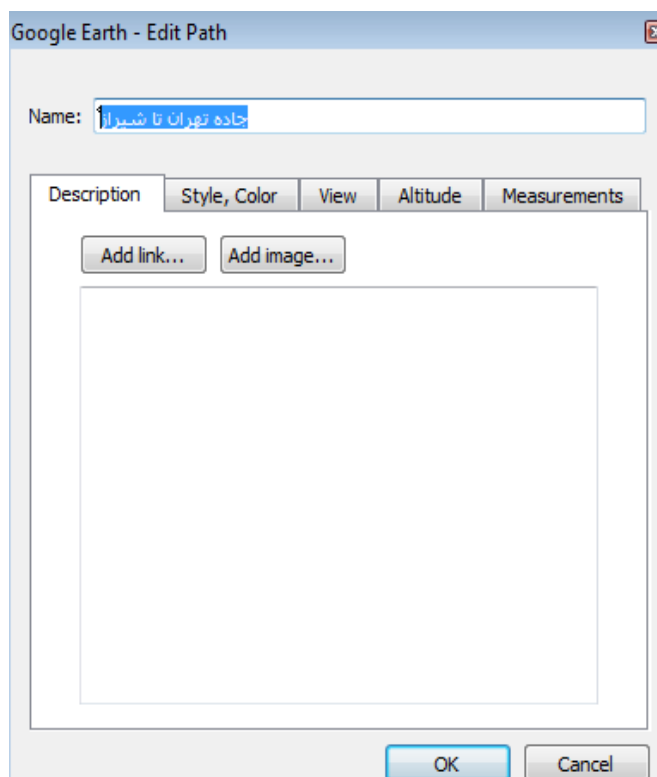 Google Earth - Edit Path
Name: جاده تهران تا شیراز
Description Style, Color View Altitude Measurements
Add link... Add image...
OK Cancel